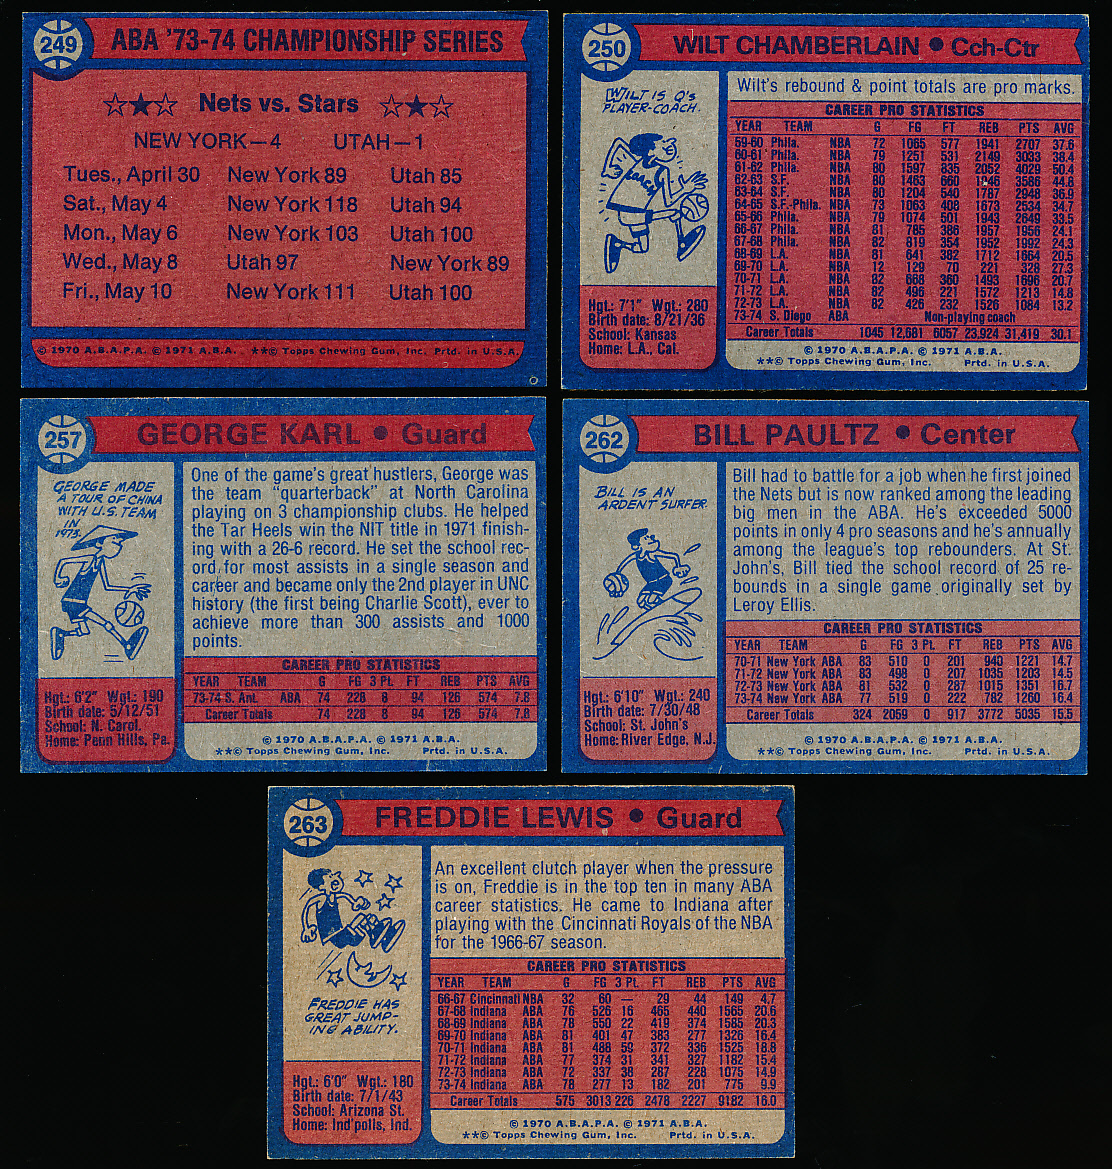 249
ABA '73-74 CHAMPIONSHIP SERIES
☆★☆ Nets vs. Stars ☆★☆
NEW YORK—4 UTAH—1
Tues., April 30 New York 89 Utah 85
Sat., May 4 New York 118 Utah 94
Mon., May 6 New York 103 Utah 100
Wed., May 8 Utah 97 New York 89
Fri., May 10 New York 111 Utah 100
© 1970 A.B.A.P.A. © 1971 A.B.A. **© Topps Chewing Gum, Inc. Prtd. in U.S.A.
250
WILT CHAMBERLAIN • Cch-Ctr
WILT IS Q's
PLAYER-COACH.
Wilt's rebound & point totals are pro marks.
CAREER PRO STATISTICS
YEAR TEAM G FG FT REB PTS AVG
59-60 Phila. NBA 72 1065 577 1941 2707 37.6
60-61 Phila. NBA 79 1251 531 2149 3033 38.4
61-62 Phila. NBA 80 1597 835 2052 4029 50.4
62-63 S.F. NBA 80 1463 660 1946 3586 44.8
63-64 S.F. NBA 80 1204 540 1787 2948 36.9
64-65 S.F.-Phila. NBA 73 1063 408 1673 2534 34.7
65-66 Phila. NBA 79 1074 501 1943 2649 33.5
66-67 Phila. NBA 81 785 386 1957 1956 24.1
67-68 Phila. NBA 82 819 354 1952 1992 24.3
68-69 L.A. NBA 81 641 382 1712 1664 20.5
69-70 L.A. NBA 12 129 70 221 328 27.3
70-71 L.A. NBA 82 668 360 1493 1696 20.7
71-72 L.A. NBA 82 496 221 1572 1213 14.8
72-73 L.A. NBA 82 426 232 1526 1084 13.2
73-74 S. Diego ABA Non-playing coach
Career Totals 1045 12,681 6057 23,924 31,419 30.1
Hgt.: 7'1" Wgt.: 280
Birth date: 8/21/36
School: Kansas
Home: L.A., Cal.
© 1970 A.B.A.P.A. © 1971 A.B.A.
**© Topps Chewing Gum, Inc. Prtd. in U.S.A.
257
GEORGE KARL • Guard
GEORGE MADE
A TOUR OF CHINA
WITH U.S. TEAM
IN
1973.
One of the game's great hustlers, George was
the team "quarterback" at North Carolina
playing on 3 championship clubs. He helped
the Tar Heels win the NIT title in 1971 finish-
ing with a 26-6 record. He set the school rec-
ord for most assists in a single season and
career and became only the 2nd player in UNC
history (the first being Charlie Scott), ever to
achieve more than 300 assists and 1000
points.
CAREER PRO STATISTICS
YEAR TEAM G FG 3 Pt. FT REB PTS AVG
73-74 S. Ant. ABA 74 228 8 94 126 574 7.8
Career Totals 74 228 8 94 126 574 7.8
Hgt.: 6'2" Wgt.: 190
Birth date: 5/12/51
School: N. Carol.
Home: Penn Hills, Pa.
© 1970 A.B.A.P.A. © 1971 A.B.A.
**© Topps Chewing Gum, Inc. Prtd. in U.S.A.
262
BILL PAULTZ • Center
BILL IS AN
ARDENT SURFER.
Bill had to battle for a job when he first joined
the Nets but is now ranked among the leading
big men in the ABA. He's exceeded 5000
points in only 4 pro seasons and he's annually
among the league's top rebounders. At St.
John's, Bill tied the school record of 25 re-
bounds in a single game originally set by
Leroy Ellis.
CAREER PRO STATISTICS
YEAR TEAM G FG 3 Pt. FT REB PTS AVG
70-71 New York ABA 83 510 0 201 940 1221 14.7
71-72 New York ABA 83 498 0 207 1035 1203 14.5
72-73 New York ABA 81 532 0 287 1015 1351 16.7
73-74 New York ABA 77 519 0 222 782 1260 16.4
Career Totals 324 2059 0 917 3772 5035 15.5
Hgt.: 6'10" Wgt.: 240
Birth date: 7/30/48
School: St. John's
Home: River Edge, N.J.
© 1970 A.B.A.P.A. © 1971 A.B.A.
**© Topps Chewing Gum, Inc. Prtd. in U.S.A.
263
FREDDIE LEWIS • Guard
An excellent clutch player when the pressure
is on, Freddie is in the top ten in many ABA
career statistics. He came to Indiana after
playing with the Cincinnati Royals of the NBA
for the 1966-67 season.
FREDDIE HAS
GREAT JUMP-
ING ABILITY.
CAREER PRO STATISTICS
YEAR TEAM G FG 3 Pt. FT REB PTS AVG
66-67 Cincinnati NBA 32 60 — 29 44 149 4.7
67-68 Indiana ABA 76 526 16 465 440 1565 20.6
68-69 Indiana ABA 78 550 22 419 374 1585 20.3
69-70 Indiana ABA 81 401 47 383 277 1326 16.4
70-71 Indiana ABA 81 488 59 372 336 1525 18.8
71-72 Indiana ABA 77 374 31 341 327 1182 15.4
72-73 Indiana ABA 72 337 38 287 228 1075 14.9
73-74 Indiana ABA 78 277 13 182 201 775 9.9
Career Totals 575 3013 226 2478 2227 9182 16.0
Hgt.: 6'0" Wgt.: 180
Birth date: 7/1/43
School: Arizona St.
Home: Ind'polls, Ind.
© 1970 A.B.A.P.A. © 1971 A.B.A.
**© Topps Chewing Gum, Inc. Prtd. in U.S.A.